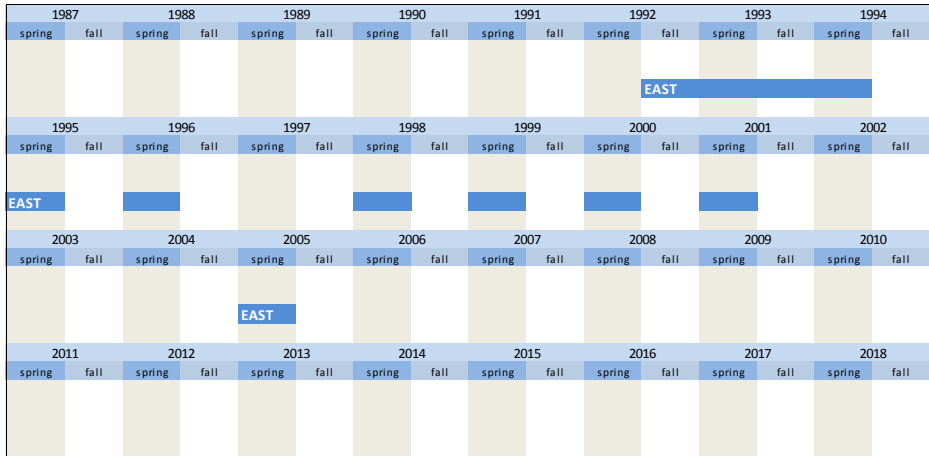 1987 1988 1989 1990 1991 1992 1993 1994
spring fall spring fall spring fall spring fall spring fall spring fall spring fall spring fall
EAST
1995 1996 1997 1998 1999 2000 2001 2002
spring fall spring fall spring fall spring fall spring fall spring fall spring fall spring fall
EAST
2003 2004 2005 2006 2007 2008 2009 2010
spring fall spring fall spring fall spring fall spring fall spring fall spring fall spring fall
EAST
2011 2012 2013 2014 2015 2016 2017 2018
spring fall spring fall spring fall spring fall spring fall spring fall spring fall spring fall